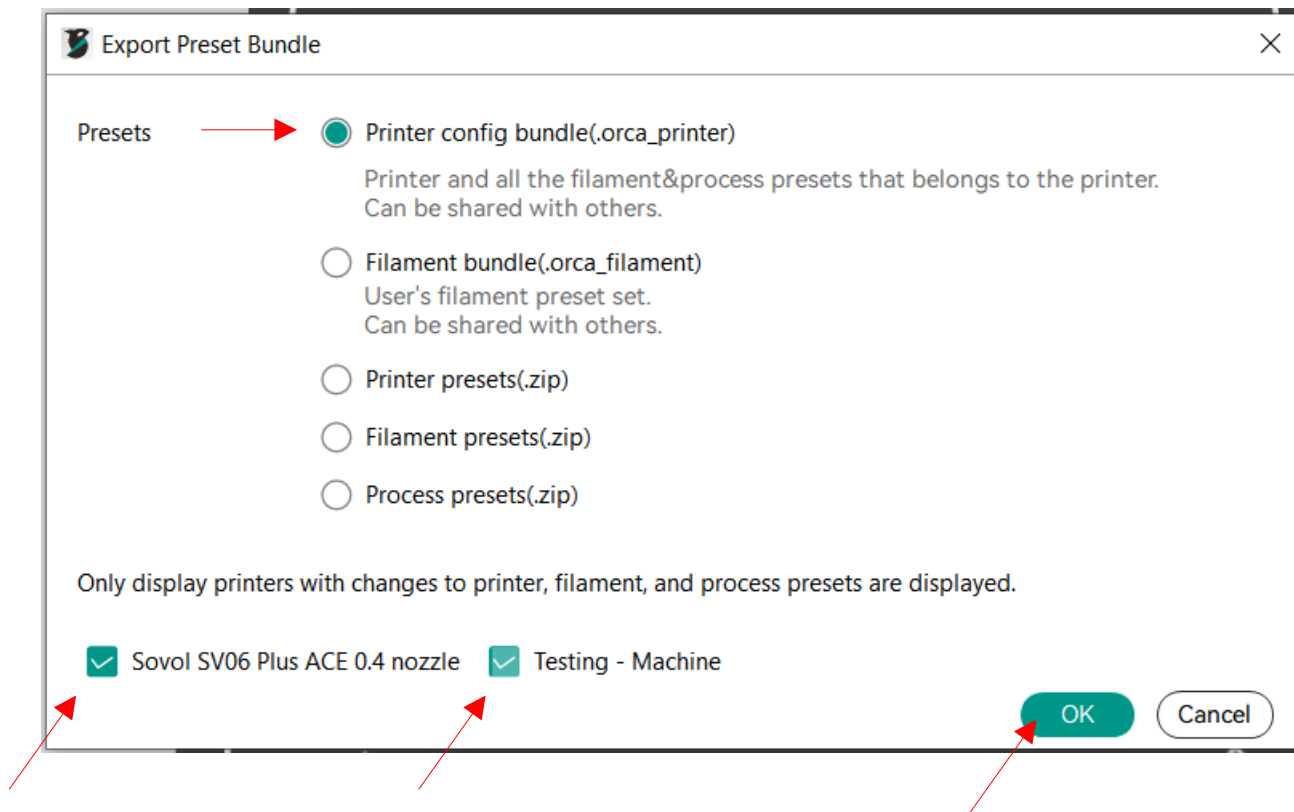 Export Preset Bundle
Presets
Printer config bundle(.orca_printer)
Printer and all the filament&process presets that belongs to the printer.
Can be shared with others.
Filament bundle(.orca_filament)
User's filament preset set.
Can be shared with others.
Printer presets(.zip)
Filament presets(.zip)
Process presets(.zip)
Only display printers with changes to printer, filament, and process presets are displayed.
Sovol SV06 Plus ACE 0.4 nozzle
Testing - Machine
OK
Cancel